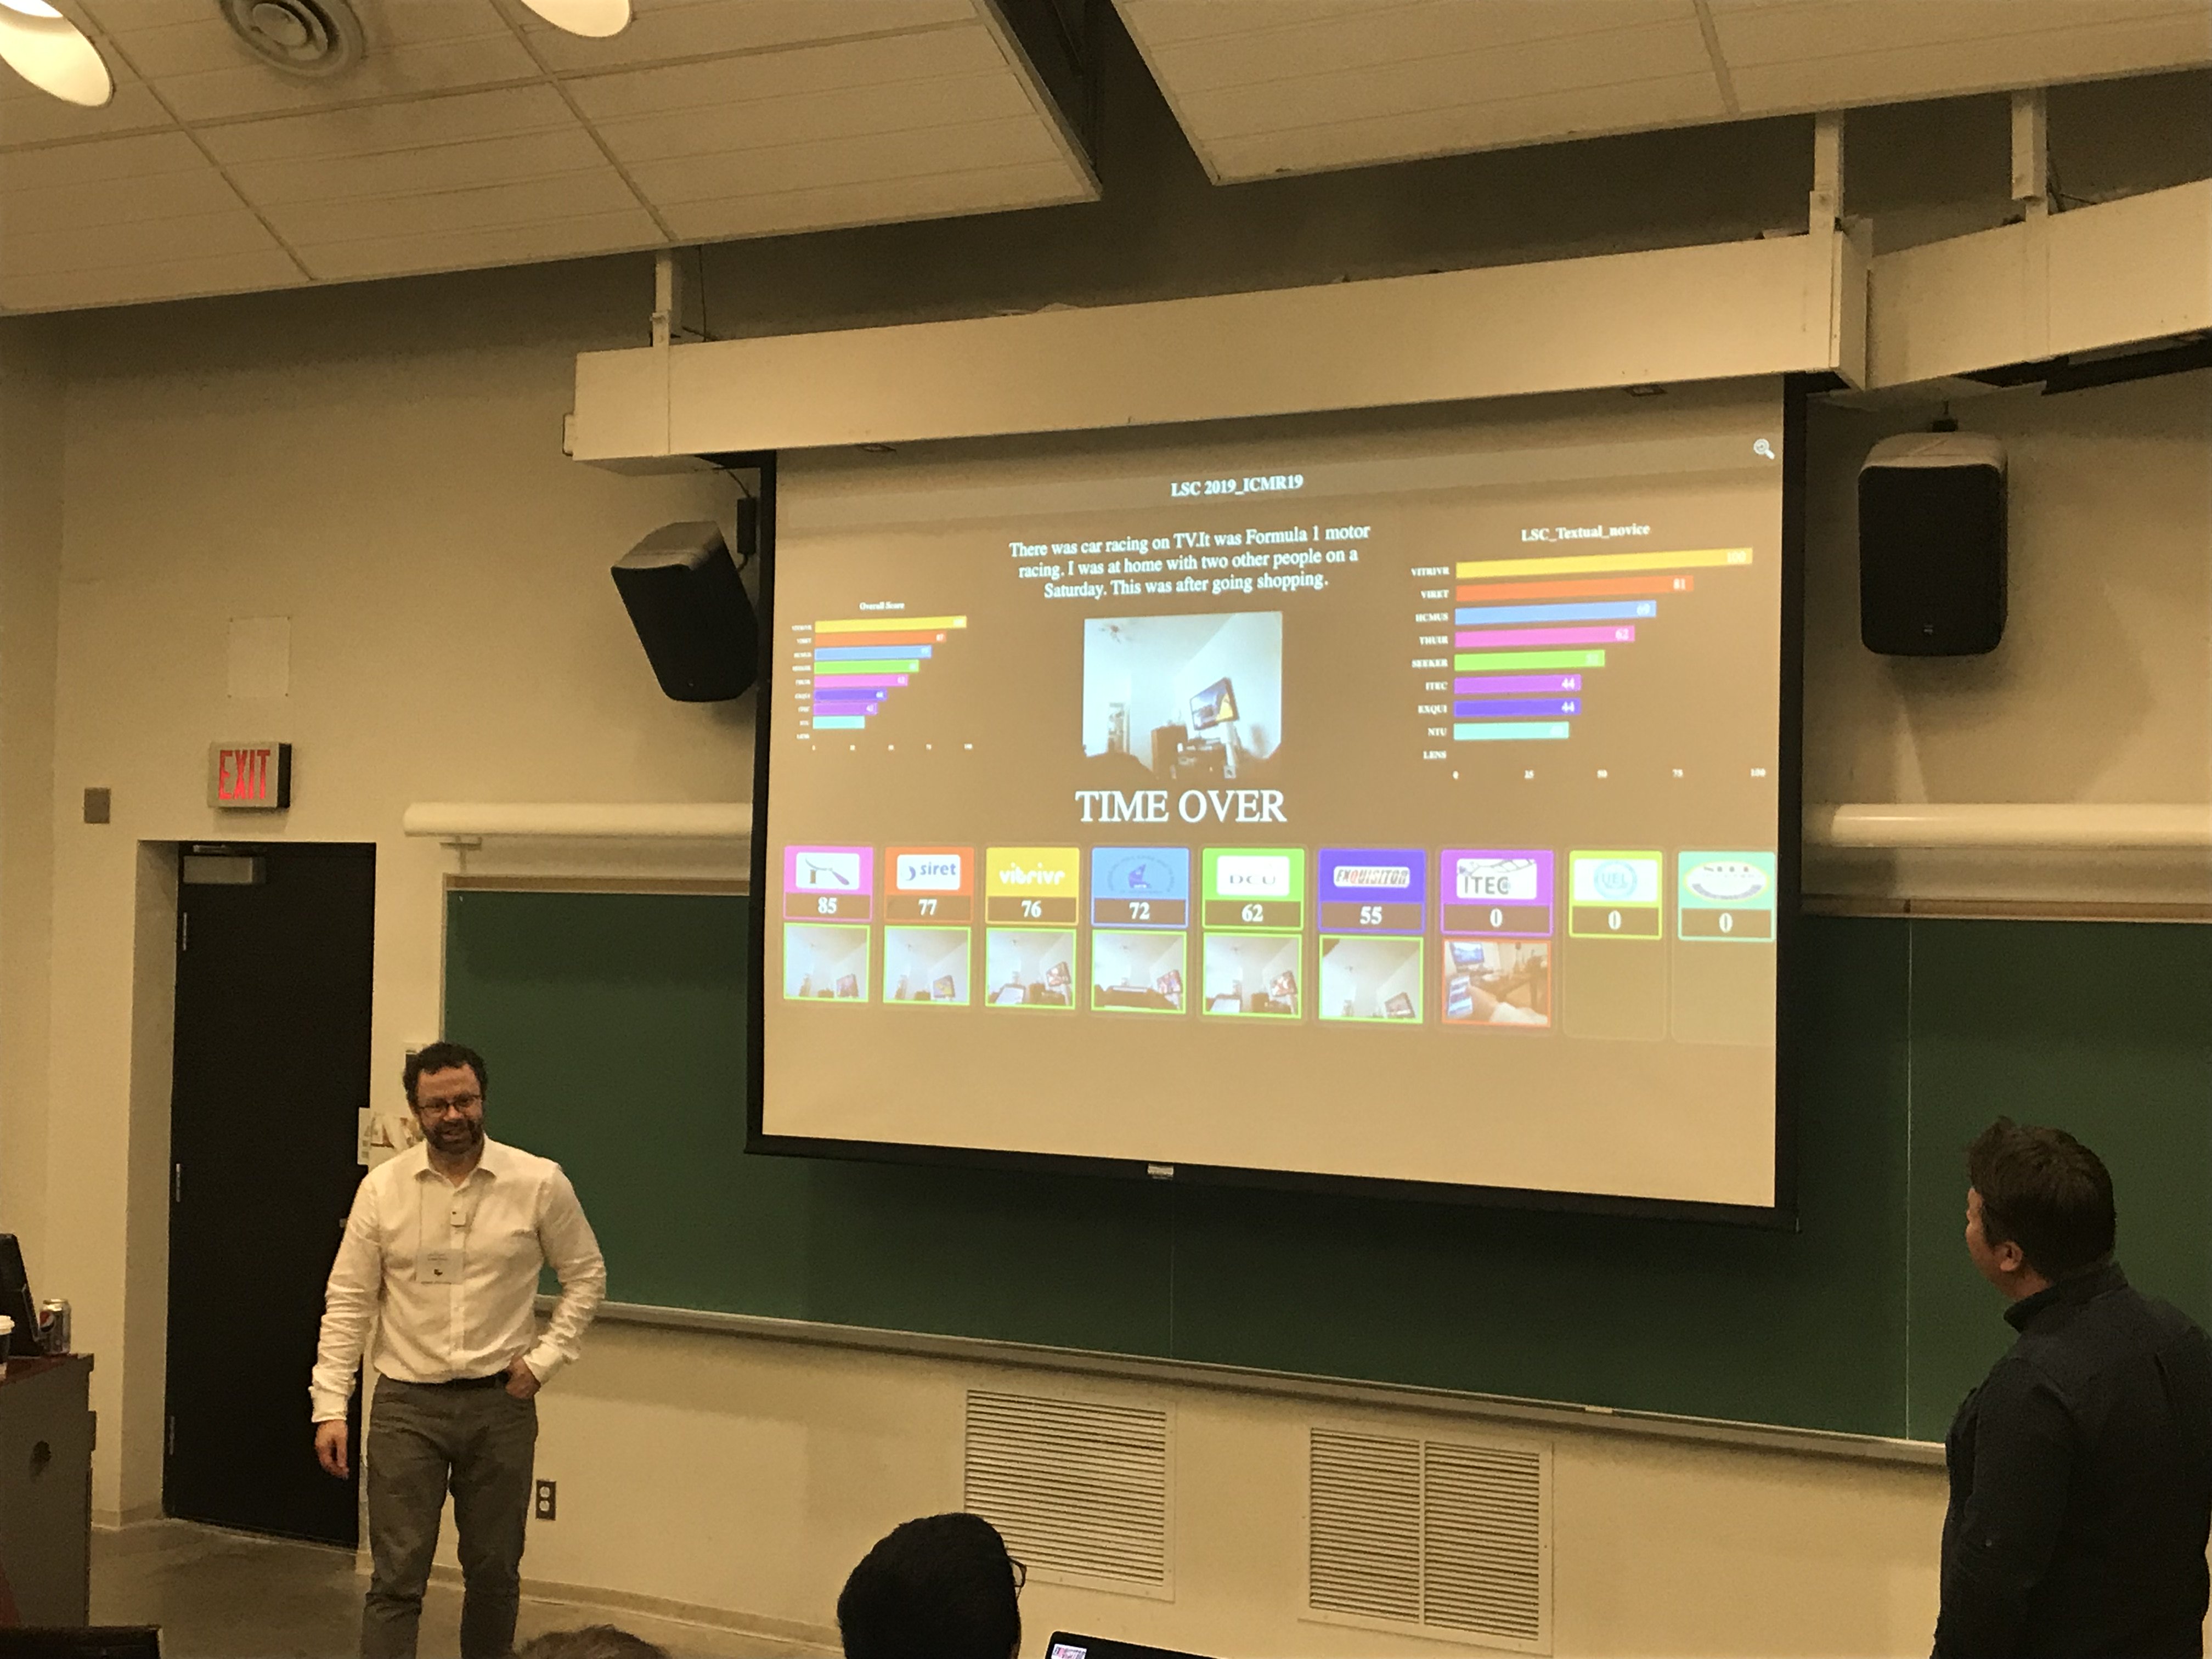 LSC 2019_ICMR19
There was car racing on TV.It was Formula 1 motor
racing. I was at home with two other people on a
Saturday. This was after going shopping.
Overall Score
LSC_Textual_novice
VITRIVR 100
VIRET 81
HCMUS 69
THUIR 62
SEEKER
ITEC 44
EXQUI 44
NTU
LENS
0 25 50 75 100
TIME OVER
siret
vitrivr
DCU
EXQUISITOR
ITEC
85 77 76 72 62 55 0 0 0
EXIT